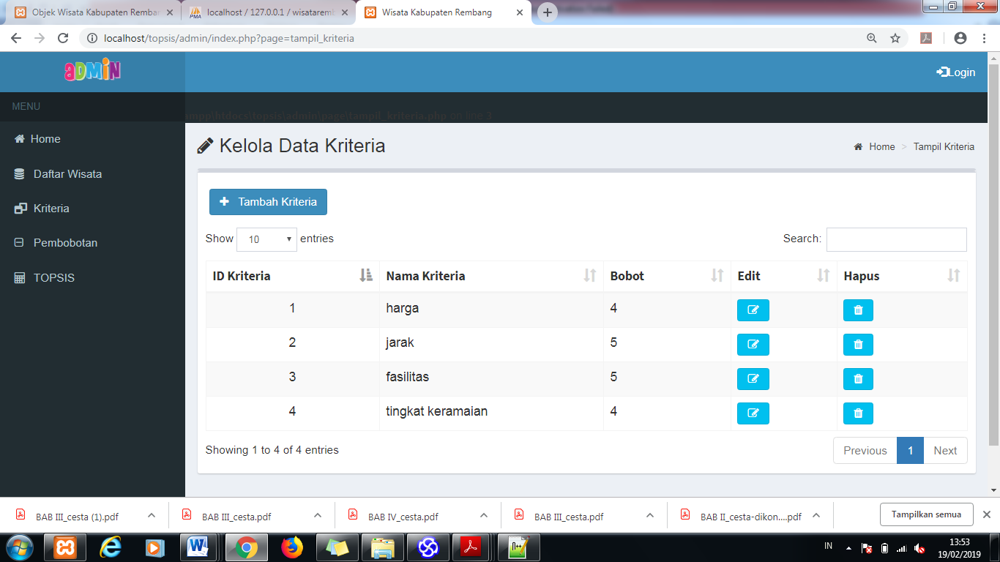 Objek Wisata Kabupaten Remban
localhost / 127.0.0.1 / wisataremb
Wisata Kabupaten Rembang
localhost/topsis/admin/index.php?page=tampil_kriteria
aDMiN
Login
MENU
ampp\htdocs\topsis\admin\page\tampil_kriteria.php on line 3
Home
Daftar Wisata
Kriteria
Pembobotan
TOPSIS
Kelola Data Kriteria
Home > Tampil Kriteria
Tambah Kriteria
Show 10 entries
Search:
ID Kriteria Nama Kriteria Bobot Edit Hapus
1 harga 4
2 jarak 5
3 fasilitas 5
4 tingkat keramaian 4
Showing 1 to 4 of 4 entries
Previous 1 Next
BAB III_cesta (1).pdf
BAB III_cesta.pdf
BAB IV_cesta.pdf
BAB III_cesta.pdf
BAB II_cesta-dikon....pdf
Tampilkan semua
IN
13:53
19/02/2019